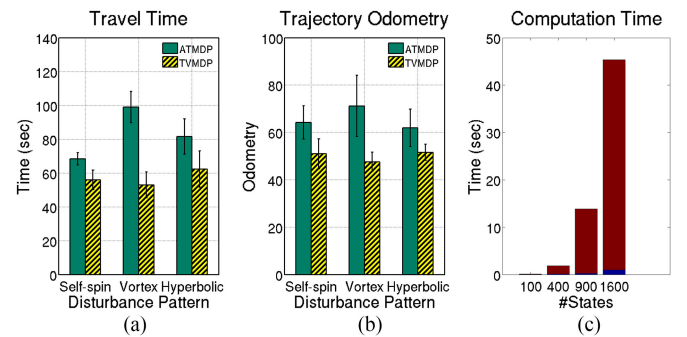 Travel Time
140
120
100
80
60
40
20
0
Time (sec)
ATMDP
TVMDP
Self-spin Vortex Hyperbolic
Disturbance Pattern
(a)
Trajectory Odometry
100
80
60
40
20
0
Odometry
ATMDP
TVMDP
Self-spin Vortex Hyperbolic
Disturbance Pattern
(b)
Computation Time
50
40
30
20
10
0
Time (sec)
100 400 900 1600
#States
(c)